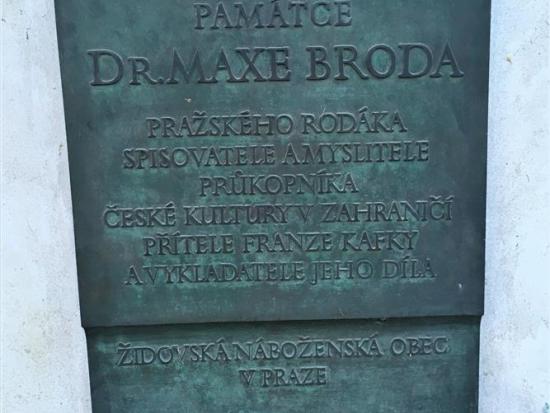 PAMÁTCE
DR. MAXE BRODA
PRAŽSKÉHO RODÁKA
SPISOVATELE A MYSLITELE
PRŮKOPNÍKA
ČESKÉ KULTURY V ZAHRANIČÍ
PŘÍTELE FRANZE KAFKY
A VYKLADATELE JEHO DÍLA
ŽIDOVSKÁ NÁBOŽENSKÁ OBEC
V PRAZE